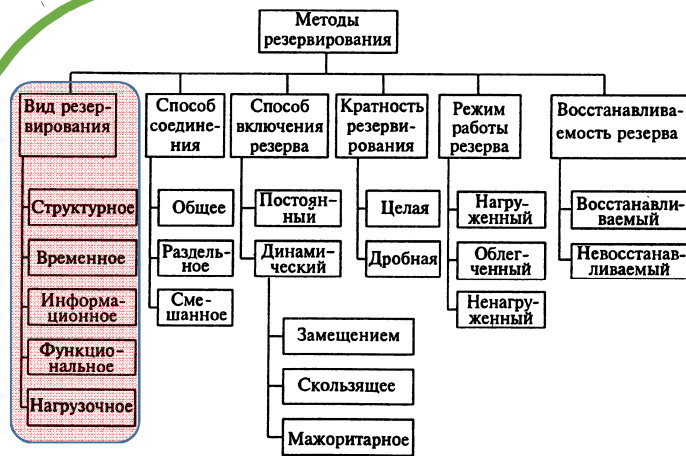 Методы
резервирования
Вид резер-
вирования
Способ
соедине-
ния
Способ
включения
резерва
Кратность
резерви-
рования
Режим
работы
резерва
Восстанавлива-
емость резерва
Структурное
Временное
Информа-
ционное
Функцио-
нальное
Нагрузочное
Общее
Раздель-
ное
Сме-
шанное
Постоян-
ный
Динами-
ческий
Замещением
Скользящее
Мажоритарное
Целая
Дробная
Нагру-
женный
Облег-
ченный
Ненагру-
женный
Восстанавли-
ваемый
Невосстанав-
ливаемый